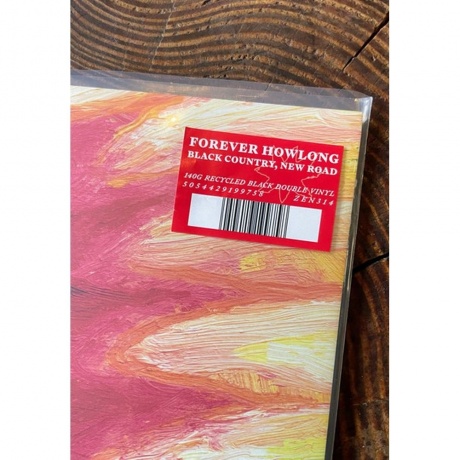 FOREVER HOWLONG
BLACK COUNTRY, NEW ROAD
140G RECYCLED BLACK DOUBLE VINYL
5054429199758 ZEN314